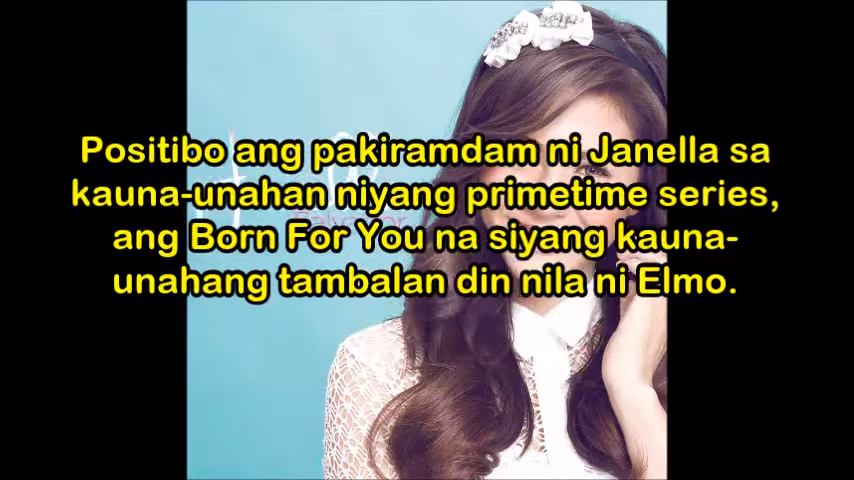 Positibo ang pakiramdam ni Janella sa
kauna-unahan niyang primetime series,
ang Born For You na siyang kauna-
unahang tambalan din nila ni Elmo.